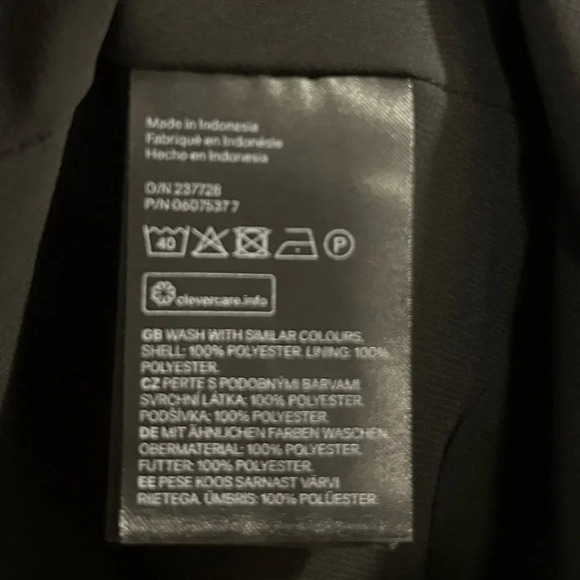 Made in Indonesia
Fabriqué en Indonésie
Hecho en Indonesia
O/N 237728
P/N 0607537 7
40 P
clevercare.info
GB WASH WITH SIMILAR COLOURS.
SHELL: 100% POLYESTER. LINING: 100%
POLYESTER.
CZ PERTE S PODOBNÝMI BARVAMI.
SVRCHNÍ LÁTKA: 100% POLYESTER.
PODŠÍVKA: 100% POLYESTER.
DE MIT ÄHNLICHEN FARBEN WASCHEN.
OBERMATERIAL: 100% POLYESTER.
FUTTER: 100% POLYESTER.
EE PESE KOOS SARNAST VÄRVI
RIIETEGA. ÜMBRIS: 100% POLÜESTER.